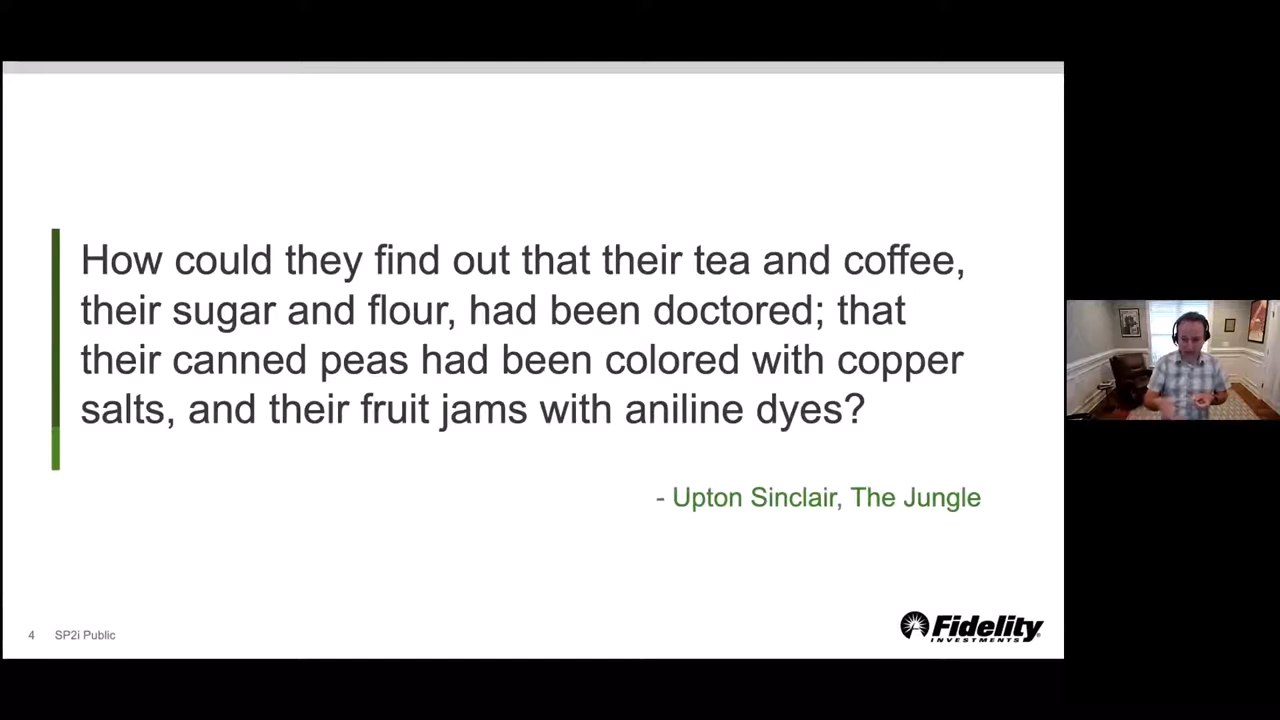 How could they find out that their tea and coffee,
their sugar and flour, had been doctored; that
their canned peas had been colored with copper
salts, and their fruit jams with aniline dyes?
- Upton Sinclair, The Jungle
4 SP2i Public
Fidelity
INVESTMENTS